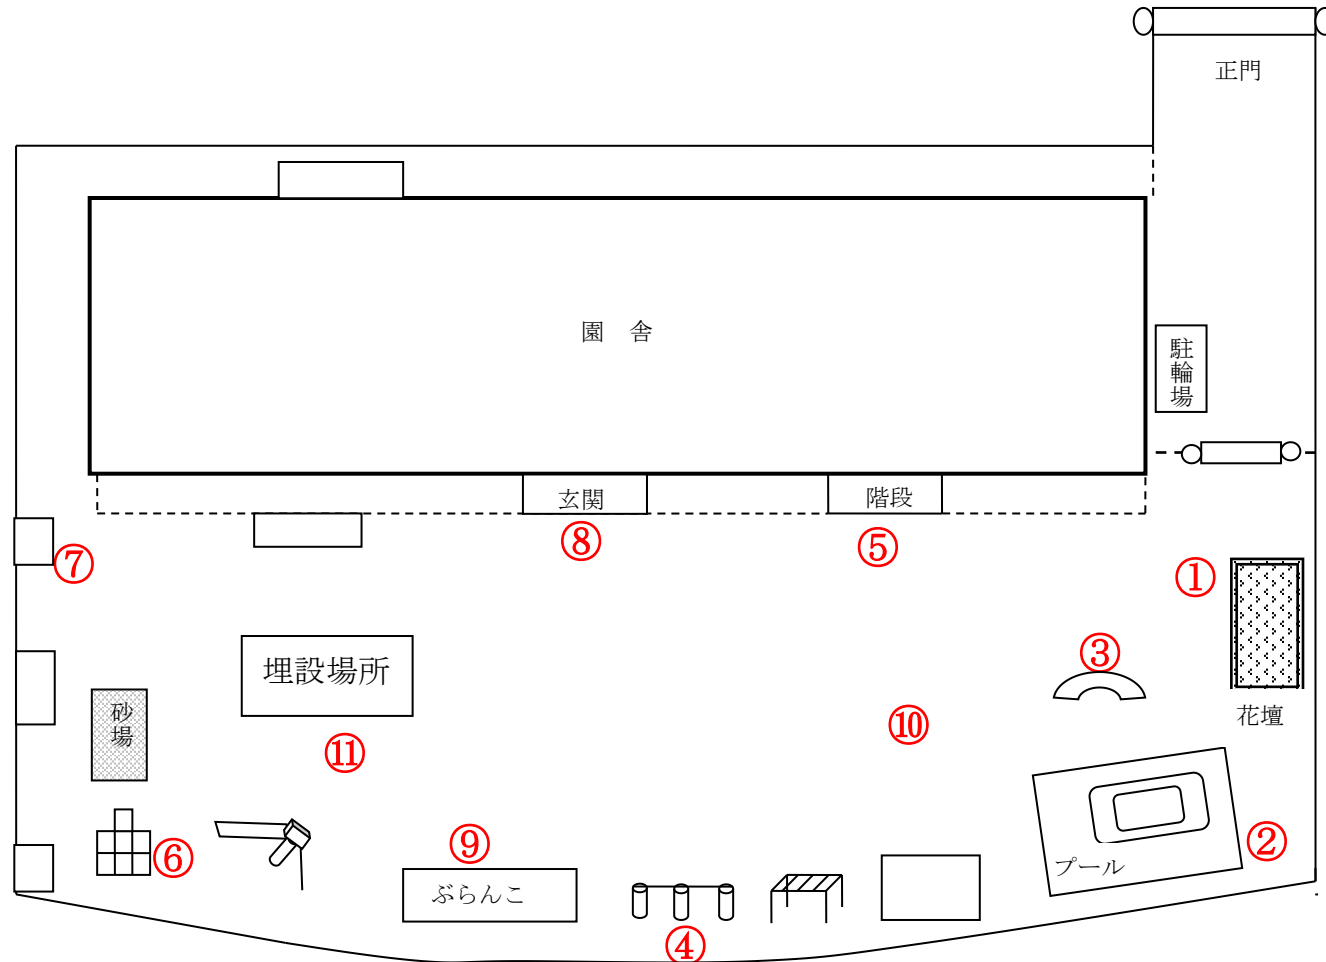 正門
園　舎
駐輪場
玄関
階段
⑧
⑤
⑦
①
埋設場所
③
砂場
花壇
⑩
⑪
⑨
②
⑥
プール
ぶらんこ
④